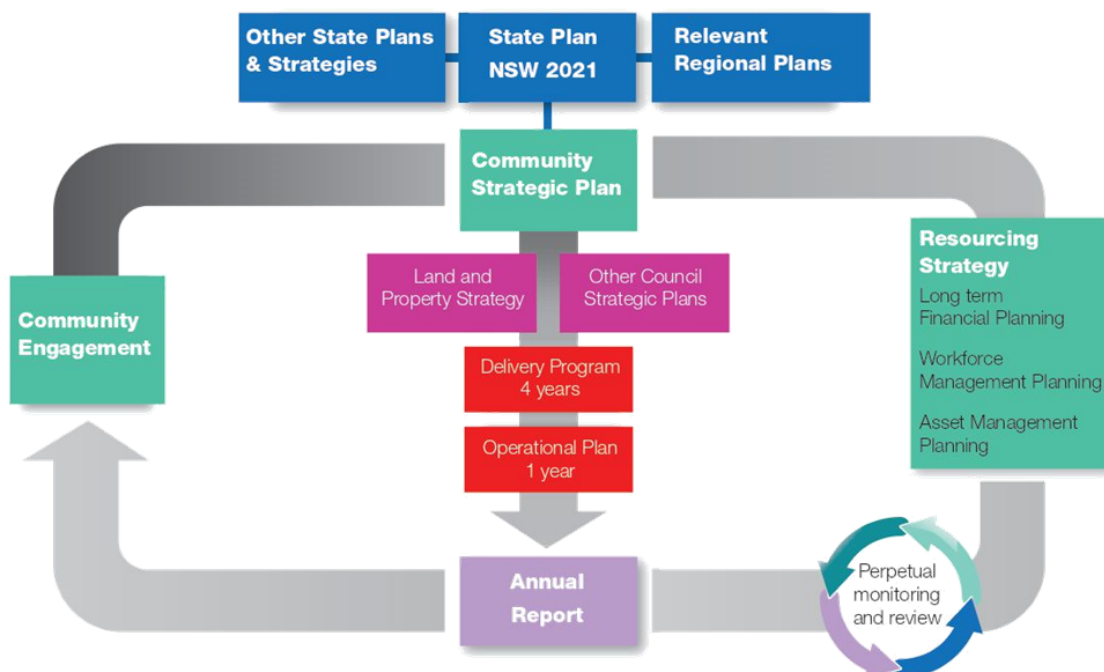 Other State Plans
& Strategies
State Plan
NSW 2021
Relevant
Regional Plans
Community
Strategic Plan
Land and
Property Strategy
Other Council
Strategic Plans
Resourcing
Strategy
Long term
Financial Planning
Workforce
Management Planning
Asset Management
Planning
Community
Engagement
Delivery Program
4 years
Operational Plan
1 year
Annual
Report
Perpetual
monitoring
and review